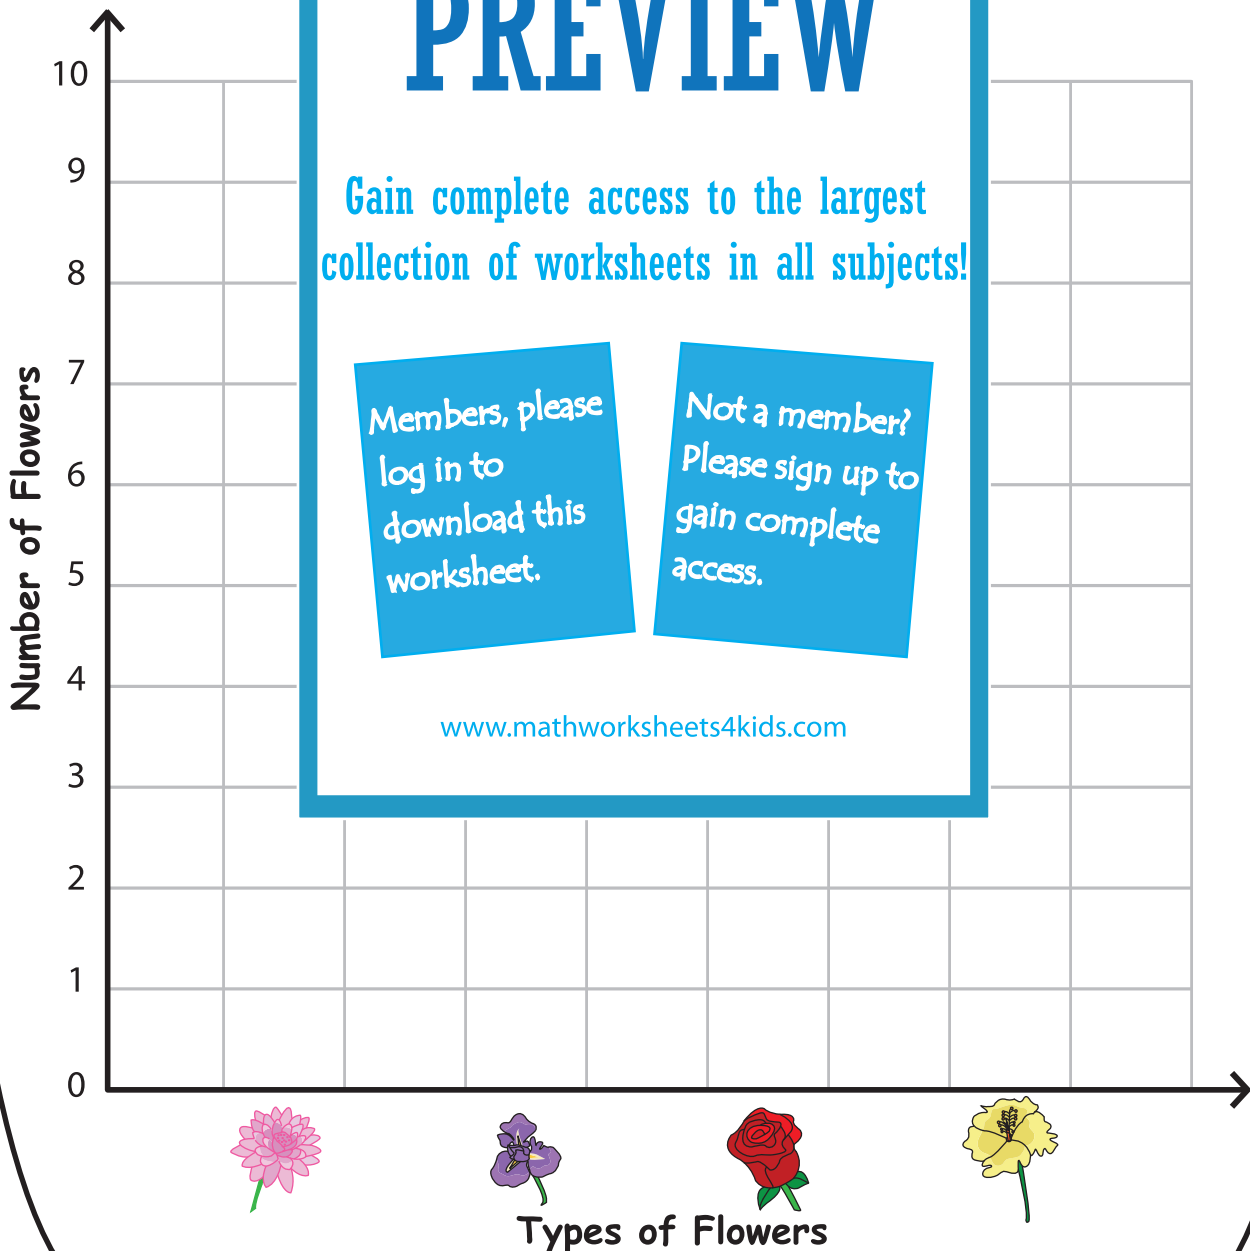 PREVIEW
Gain complete access to the largest
collection of worksheets in all subjects!
Members, please
log in to
download this
worksheet.
Not a member?
Please sign up to
gain complete
access.
www.mathworksheets4kids.com
Number of Flowers
10
9
8
7
6
5
4
3
2
1
0
Types of Flowers